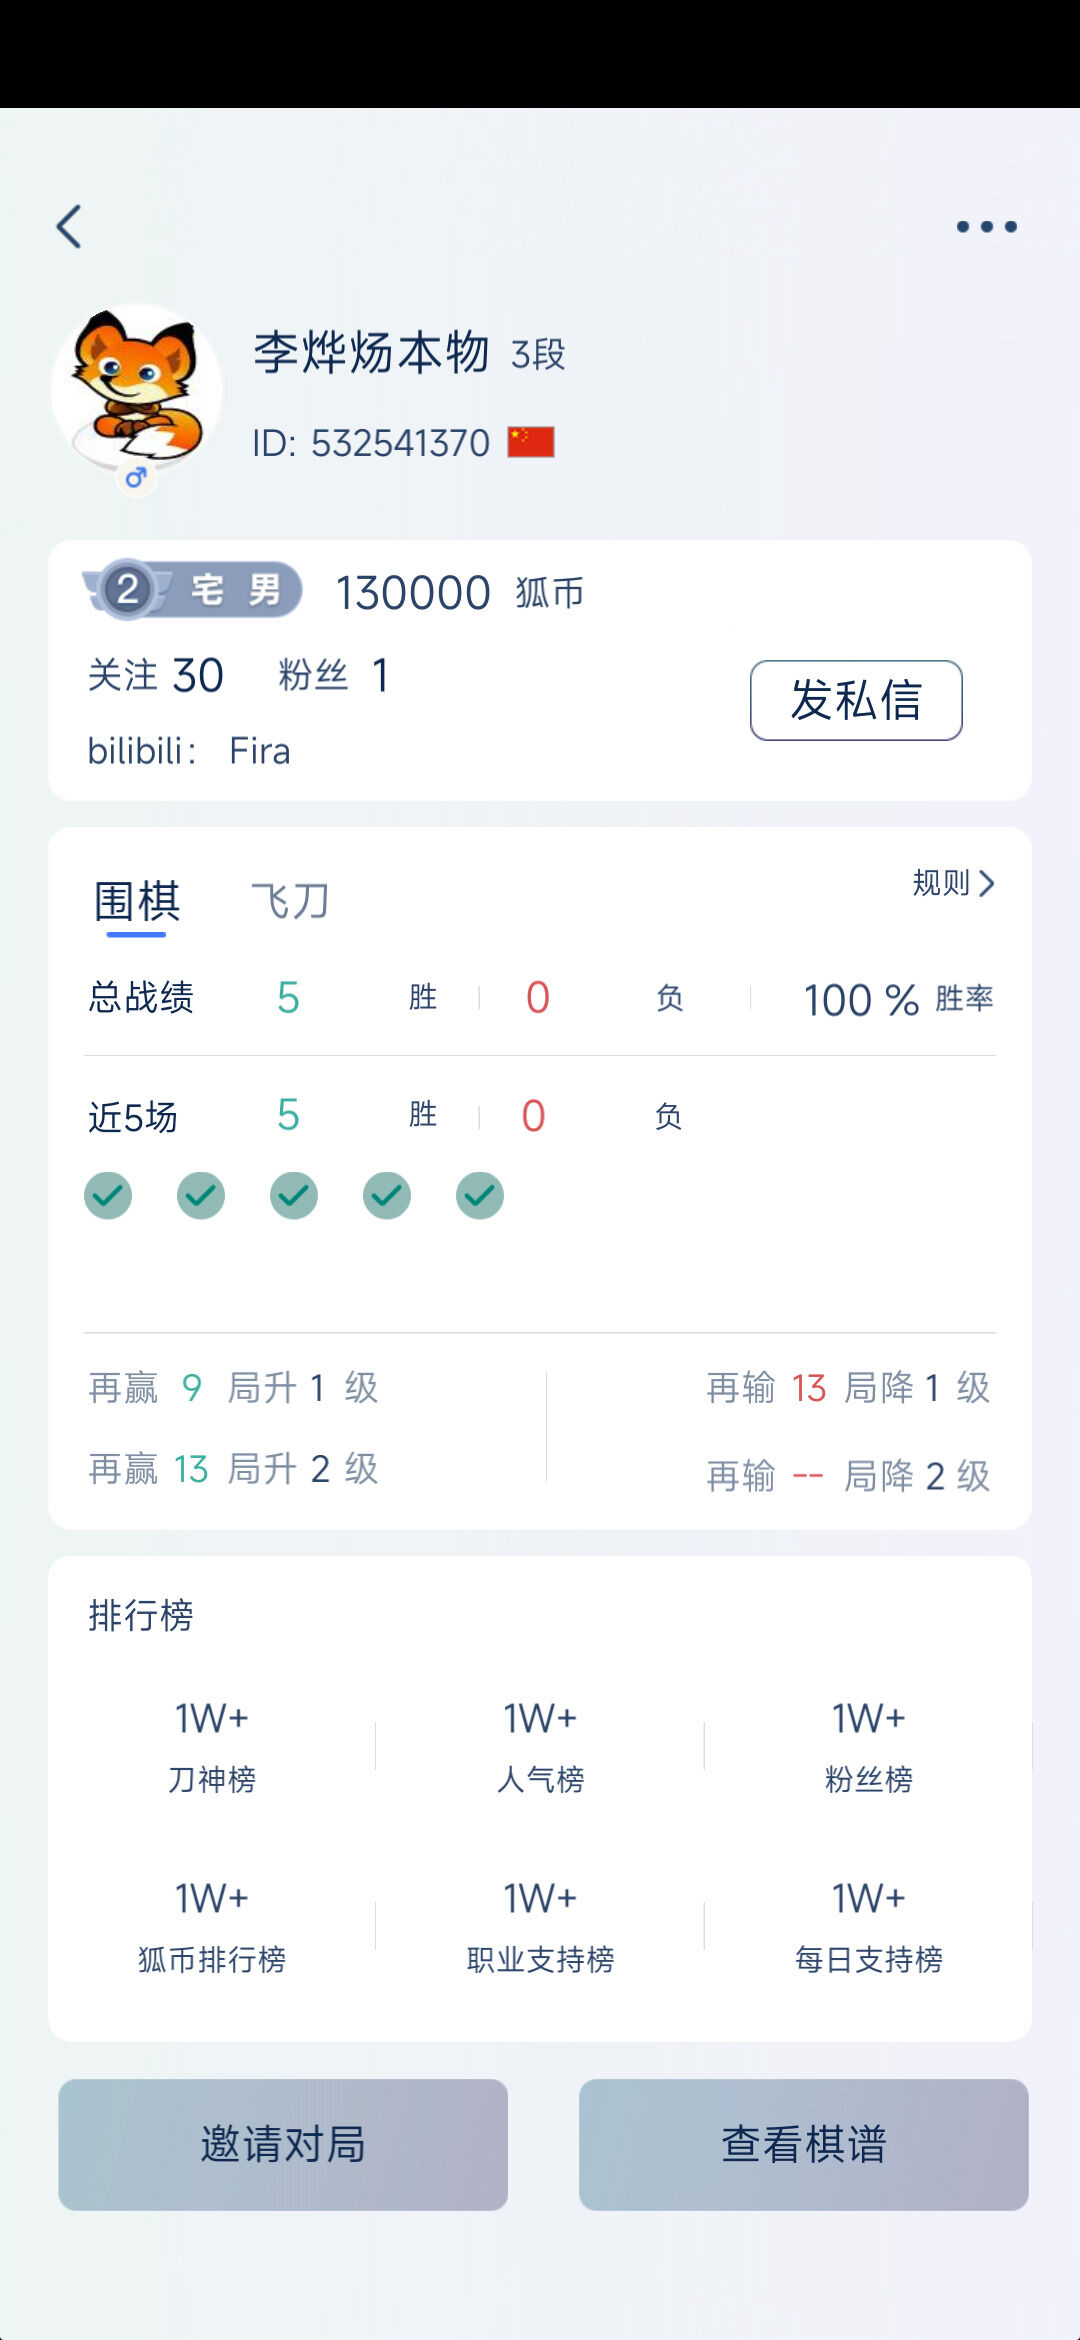 李烨炀本物 3段
ID: 532541370
2 宅 男 130000 狐币
关注 30 粉丝 1
发私信
bilibili: Fira
围棋 飞刀 规则
总战绩 5 胜 0 负 100 % 胜率
近5场 5 胜 0 负
再赢 9 局升 1 级 再输 13 局降 1 级
再赢 13 局升 2 级 再输 -- 局降 2 级
排行榜
1W+ 1W+ 1W+
刀神榜 人气榜 粉丝榜
1W+ 1W+ 1W+
狐币排行榜 职业支持榜 每日支持榜
邀请对局 查看棋谱